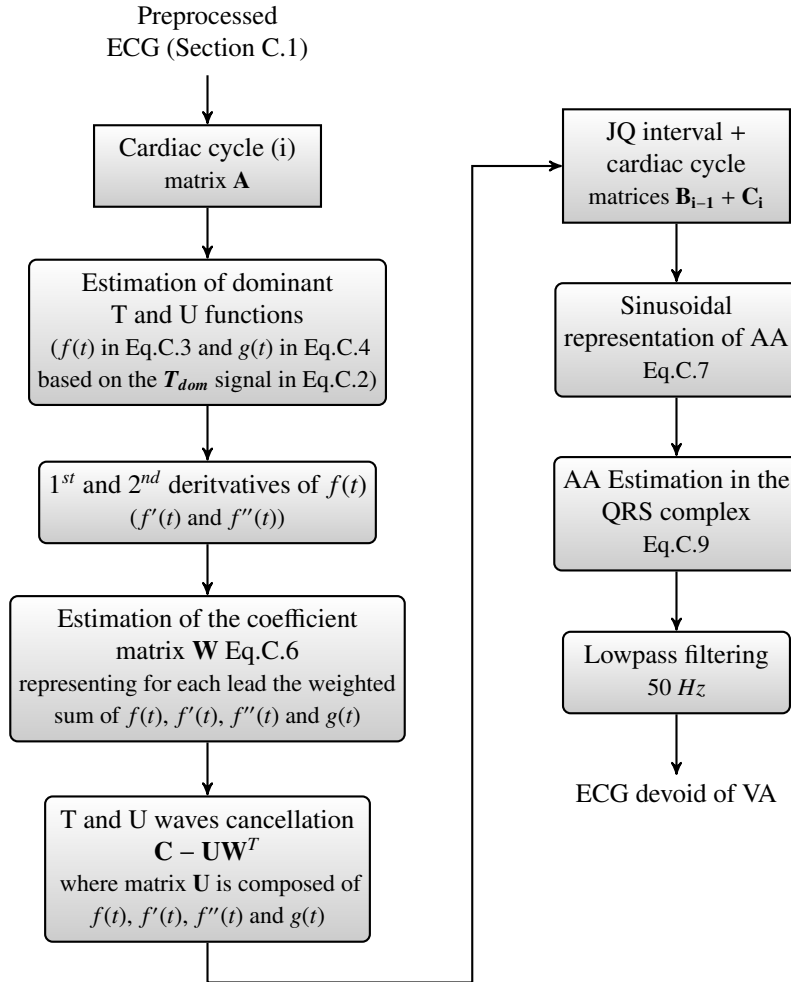 Preprocessed
ECG (Section C.1)
Cardiac cycle (i)
matrix A
Estimation of dominant
T and U functions
(f(t) in Eq.C.3 and g(t) in Eq.C.4
based on the T_dom signal in Eq.C.2)
1^st and 2^nd deritvatives of f(t)
(f′(t) and f′′(t))
Estimation of the coefficient
matrix W Eq.C.6
representing for each lead the weighted
sum of f(t), f′(t), f′′(t) and g(t)
T and U waves cancellation
C – UW^T
where matrix U is composed of
f(t), f′(t), f′′(t) and g(t)
JQ interval +
cardiac cycle
matrices B_i−1 + C_i
Sinusoidal
representation of AA
Eq.C.7
AA Estimation in the
QRS complex
Eq.C.9
Lowpass filtering
50 Hz
ECG devoid of VA